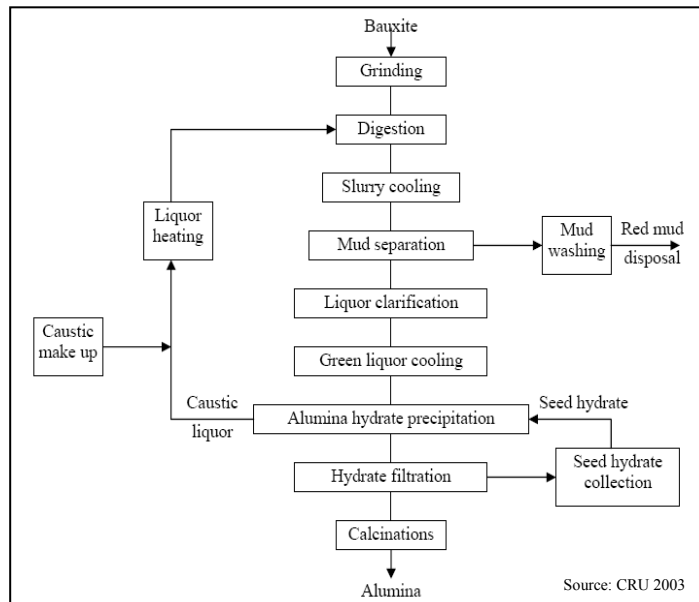 Bauxite
Grinding
Digestion
Slurry cooling
Liquor
heating
Mud separation
Mud
washing
Red mud
disposal
Liquor clarification
Caustic
make up
Green liquor cooling
Caustic
liquor
Alumina hydrate precipitation
Seed hydrate
Hydrate filtration
Seed hydrate
collection
Calcinations
Alumina
Source: CRU 2003